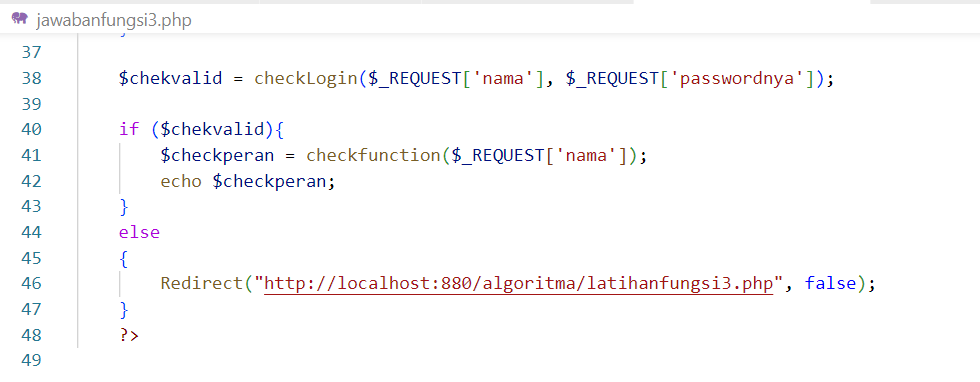 jawabanfungsi3.php
37
38 $chekvalid = checkLogin($_REQUEST['nama'], $_REQUEST['passwordnya']);
39
40 if ($chekvalid){
41 $checkperan = checkfunction($_REQUEST['nama']);
42 echo $checkperan;
43 }
44 else
45 {
46 Redirect("http://localhost:880/algoritma/latihanfungsi3.php", false);
47 }
48 ?>
49